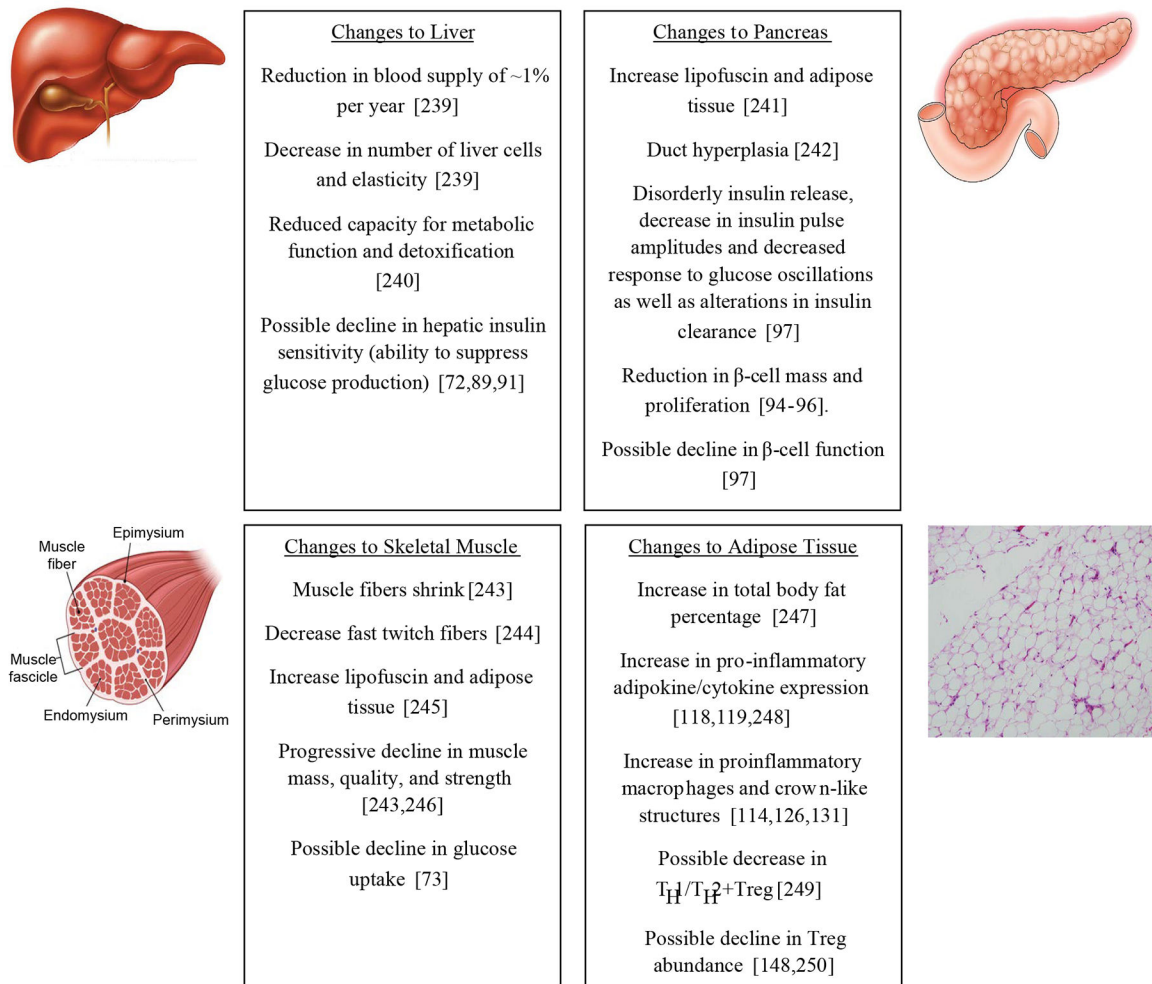 Changes to Liver
Reduction in blood supply of ~1%
per year [239]
Decrease in number of liver cells
and elasticity [239]
Reduced capacity for metabolic
function and detoxification
[240]
Possible decline in hepatic insulin
sensitivity (ability to suppress
glucose production) [72,89,91]
Changes to Pancreas
Increase lipofuscin and adipose
tissue [241]
Duct hyperplasia [242]
Disorderly insulin release,
decrease in insulin pulse
amplitudes and decreased
response to glucose oscillations
as well as alterations in insulin
clearance [97]
Reduction in β-cell mass and
proliferation [94-96].
Possible decline in β-cell function
[97]
Epimysium
Muscle
fiber
Muscle
fascicle
Endomysium
Perimysium
Changes to Skeletal Muscle
Muscle fibers shrink [243]
Decrease fast twitch fibers [244]
Increase lipofuscin and adipose
tissue [245]
Progressive decline in muscle
mass, quality, and strength
[243,246]
Possible decline in glucose
uptake [73]
Changes to Adipose Tissue
Increase in total body fat
percentage [247]
Increase in pro-inflammatory
adipokine/cytokine expression
[118,119,248]
Increase in proinflammatory
macrophages and crown-like
structures [114,126,131]
Possible decrease in
TH1/TH2+Treg [249]
Possible decline in Treg
abundance [148,250]